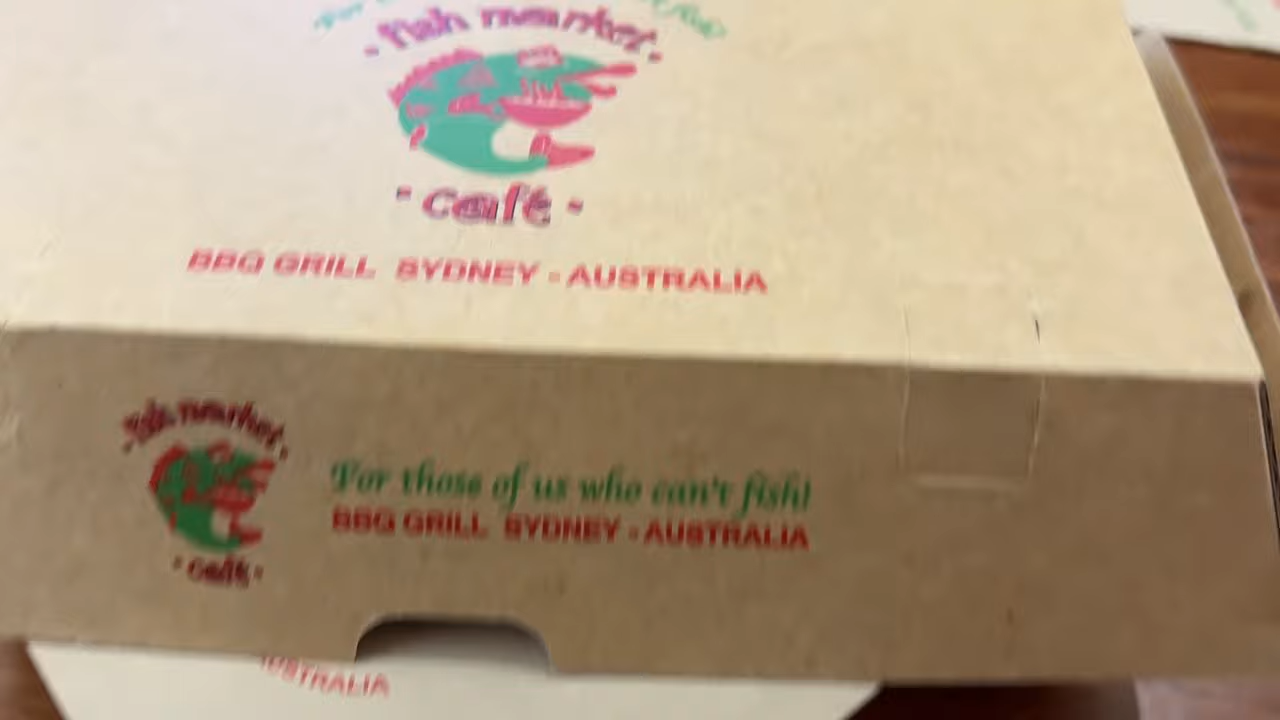 fish market
café
BBQ GRILL SYDNEY - AUSTRALIA
fish market
café
For those of us who can't fish!
BBQ GRILL SYDNEY - AUSTRALIA
AUSTRALIA